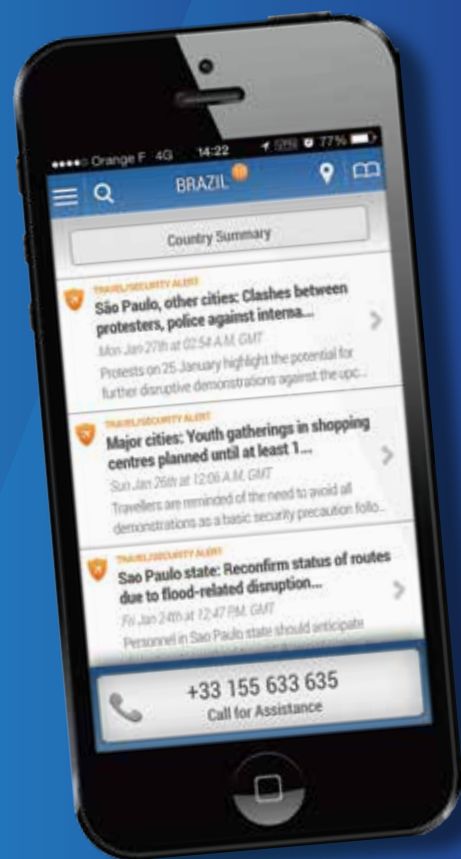 Orange F 4G 14:22 77%
BRAZIL
Country Summary
TRAVEL/SECURITY ALERT
São Paulo, other cities: Clashes between
protesters, police against interna...
Mon Jan 27th at 02:54 A.M. GMT
Protests on 25 January highlight the potential for
further disruptive demonstrations against the upc...
TRAVEL/SECURITY ALERT
Major cities: Youth gatherings in shopping
centres planned until at least 1...
Sun Jan 26th at 12:06 A.M. GMT
Travellers are reminded of the need to avoid all
demonstrations as a basic security precaution follo...
TRAVEL/SECURITY ALERT
Sao Paulo state: Reconfirm status of routes
due to flood-related disruption...
Fri Jan 24th at 12:47 P.M. GMT
Personnel in Sao Paulo state should anticipate
+33 155 633 635
Call for Assistance